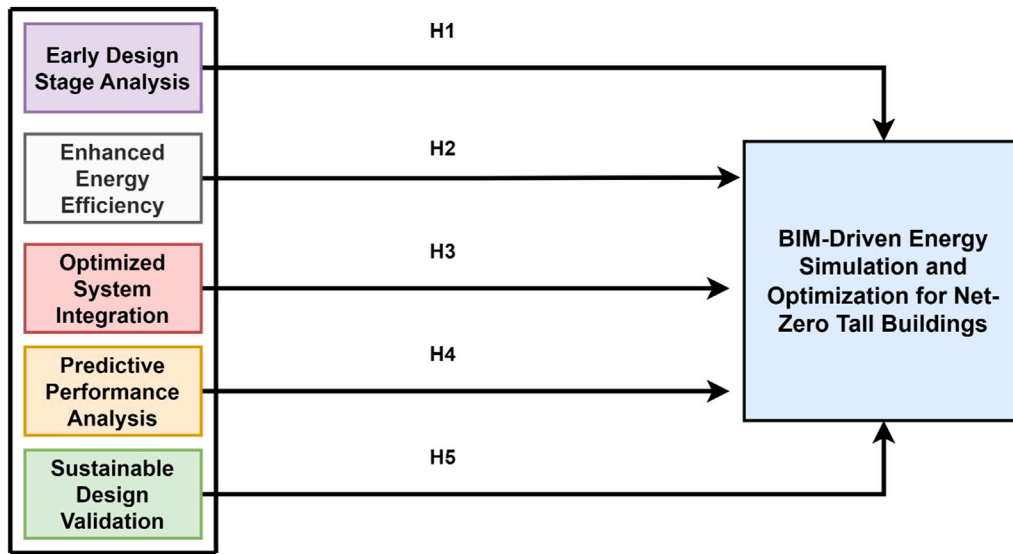 Early Design
Stage Analysis
H1
Enhanced
Energy
Efficiency
H2
Optimized
System
Integration
H3
Predictive
Performance
Analysis
H4
Sustainable
Design
Validation
H5
BIM-Driven Energy
Simulation and
Optimization for Net-
Zero Tall Buildings